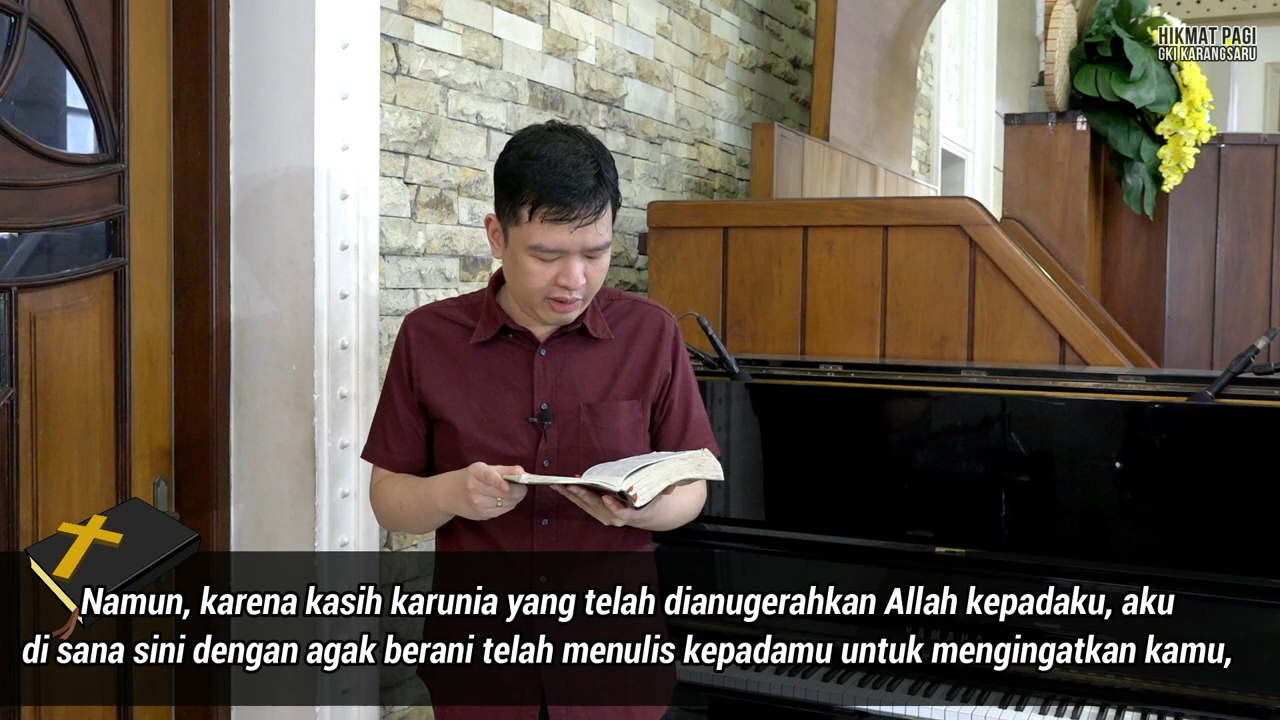 HIKMAT PAGI
GKI KARANGSARU
Namun, karena kasih karunia yang telah dianugerahkan Allah kepadaku, aku
di sana sini dengan agak berani telah menulis kepadamu untuk mengingatkan kamu,
YAMAHA